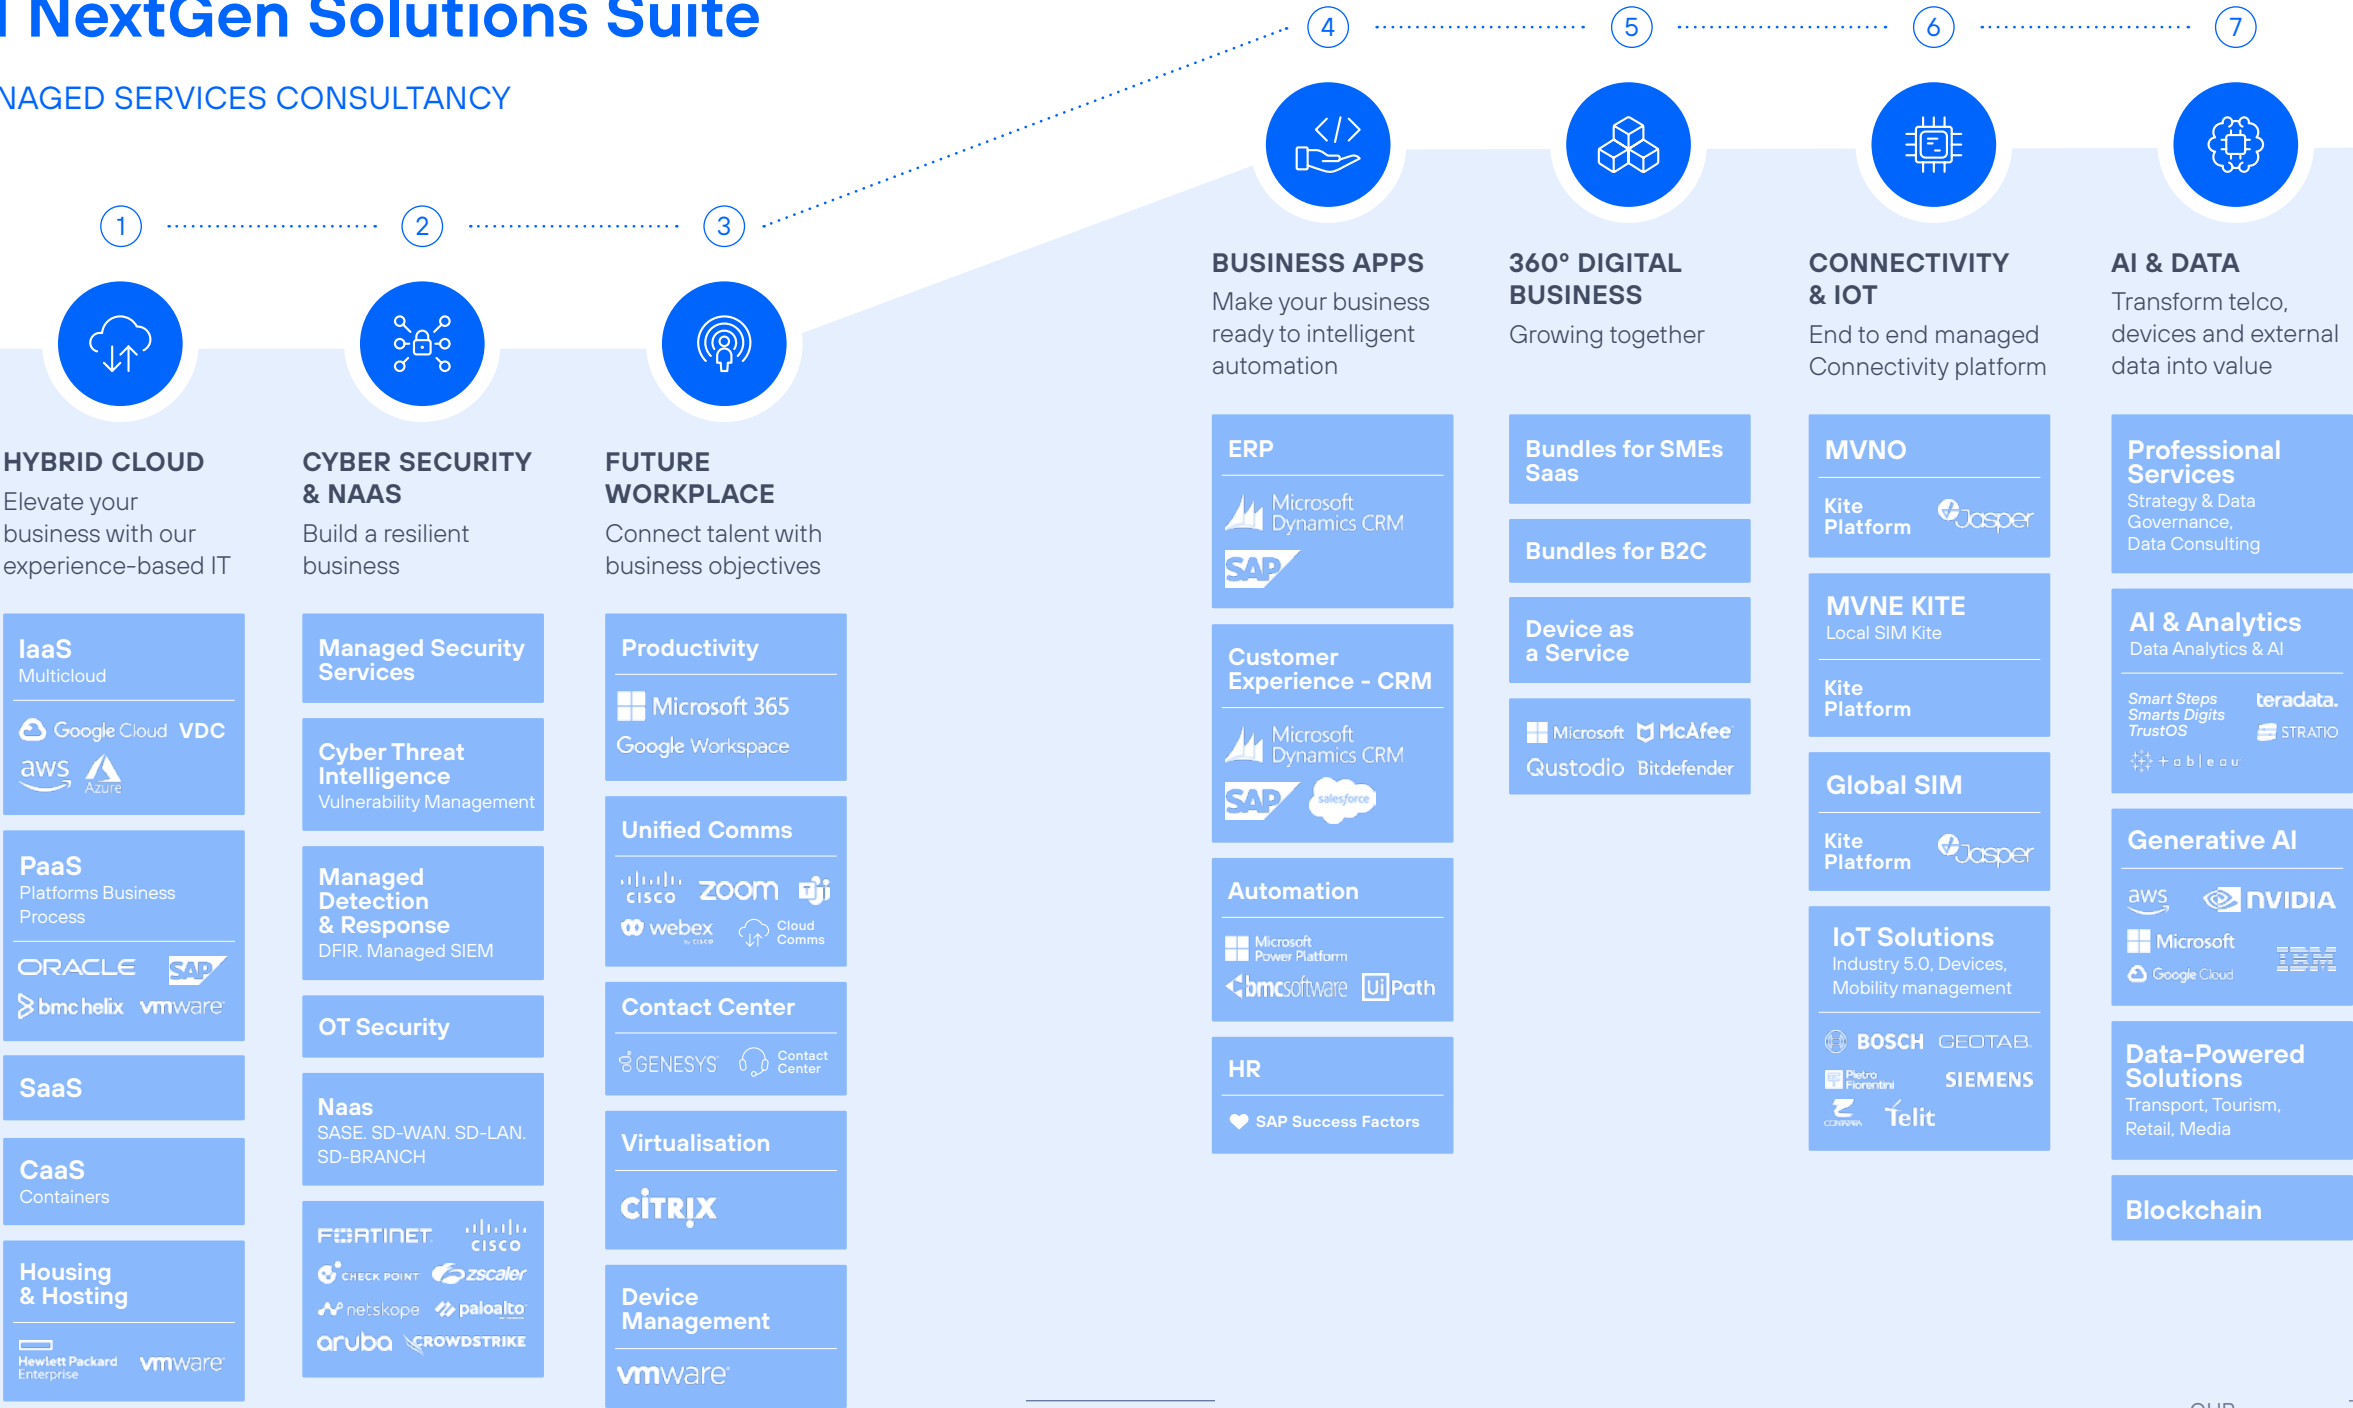 NextGen Solutions Suite
NAGED SERVICES CONSULTANCY
1
2
3
4
5
6
7
HYBRID CLOUD
Elevate your
business with our
experience-based IT
IaaS
Multicloud
Google Cloud VDC
aws Azure
PaaS
Platforms Business
Process
ORACLE SAP
bmc helix vmware
SaaS
CaaS
Containers
Housing
& Hosting
Hewlett Packard
Enterprise
vmware
CYBER SECURITY
& NAAS
Build a resilient
business
Managed Security
Services
Cyber Threat
Intelligence
Vulnerability Management
Managed
Detection
& Response
DFIR. Managed SIEM
OT Security
Naas
SASE. SD-WAN. SD-LAN.
SD-BRANCH
FORTINET CISCO
CHECK POINT zscaler
netskope paloalto
aruba CROWDSTRIKE
FUTURE
WORKPLACE
Connect talent with
business objectives
Productivity
Microsoft 365
Google Workspace
Unified Comms
CISCO zoom
webex
by CISCO
Cloud
Comms
Contact Center
GENESYS
Contact
Center
Virtualisation
CITRIX
Device
Management
vmware
BUSINESS APPS
Make your business
ready to intelligent
automation
ERP
Microsoft
Dynamics CRM
SAP
Customer
Experience - CRM
Microsoft
Dynamics CRM
SAP salesforce
Automation
Microsoft
Power Platform
bmcsoftware UiPath
HR
SAP Success Factors
360º DIGITAL
BUSINESS
Growing together
Bundles for SMEs
Saas
Bundles for B2C
Device as
a Service
Microsoft McAfee
Qustodio Bitdefender
CONNECTIVITY
& IOT
End to end managed
Connectivity platform
MVNO
Kite
Platform
Jasper
MVNE KITE
Local SIM Kite
Kite
Platform
Global SIM
Kite
Platform
Jasper
IoT Solutions
Industry 5.0, Devices,
Mobility management
BOSCH GEOTAB
Pietro
Fiorentini
SIEMENS
Telit
AI & DATA
Transform telco,
devices and external
data into value
Professional
Services
Strategy & Data
Governance,
Data Consulting
AI & Analytics
Data Analytics & AI
Smart Steps
Smarts Digits
TrustOS
teradata.
STRATIO
tableau
Generative AI
aws NVIDIA
Microsoft IBM
Google Cloud
Data-Powered
Solutions
Transport, Tourism,
Retail, Media
Blockchain